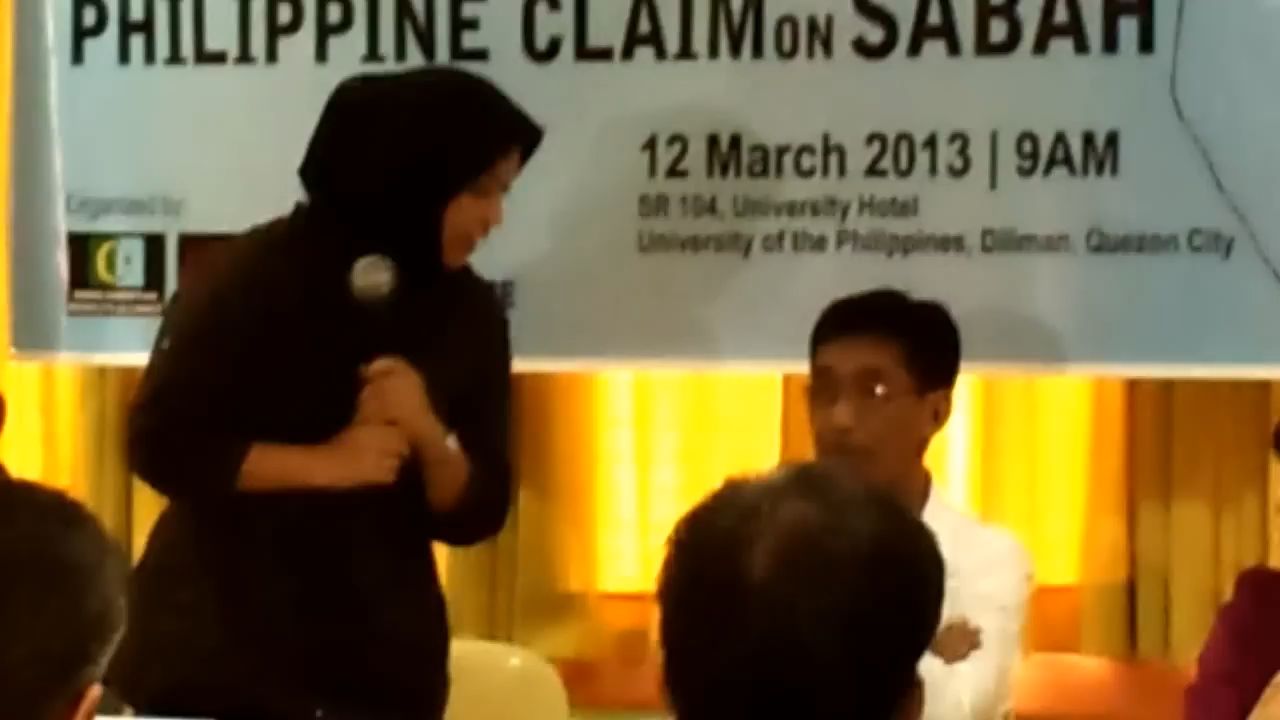 PHILIPPINE CLAIM ON SABAH
12 March 2013 | 9AM
SR 104, University Hotel
University of the Philippines, Diliman, Quezon City
Organized by: